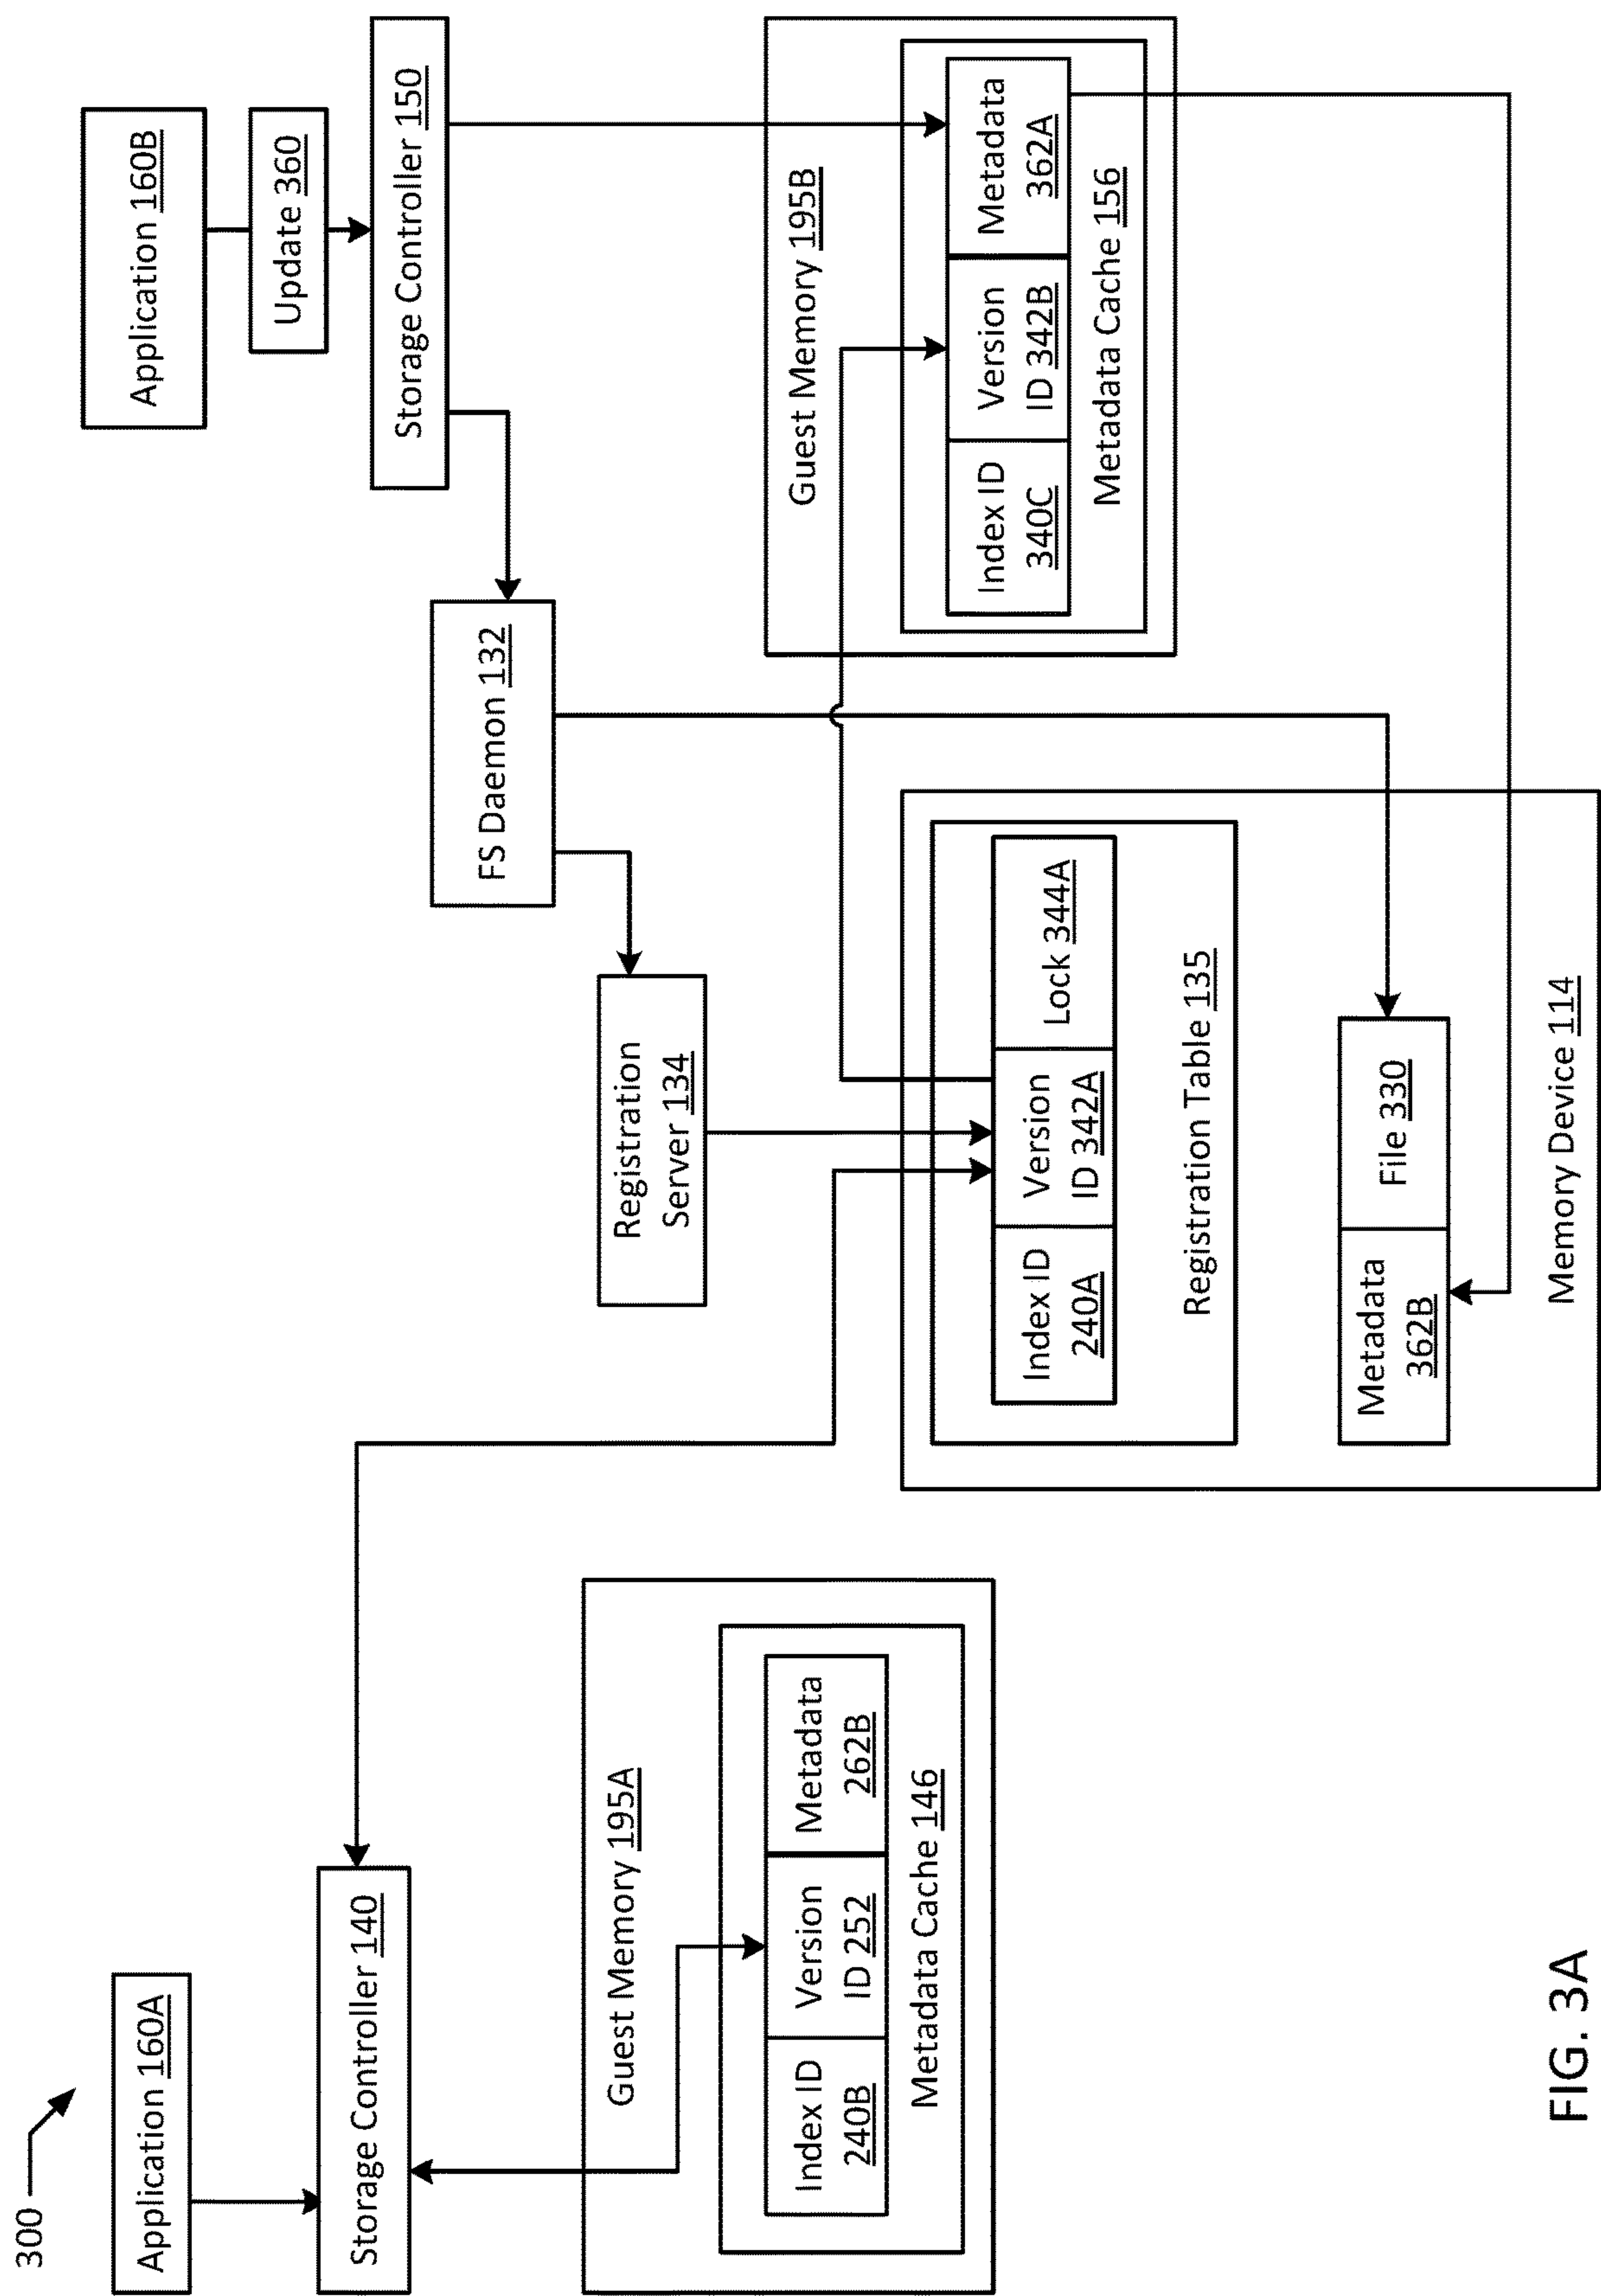 300
Application 160A
Storage Controller 140
Guest Memory 195A
Index ID
240B
Version
ID 252
Metadata
262B
Metadata Cache 146
Application 160B
Update 360
Storage Controller 150
FS Daemon 132
Registration
Server 134
Guest Memory 195B
Index ID
340C
Version
ID 342B
Metadata
362A
Metadata Cache 156
Index ID
240A
Version
ID 342A
Lock 344A
Registration Table 135
Metadata
362B
File 330
Memory Device 114
FIG. 3A